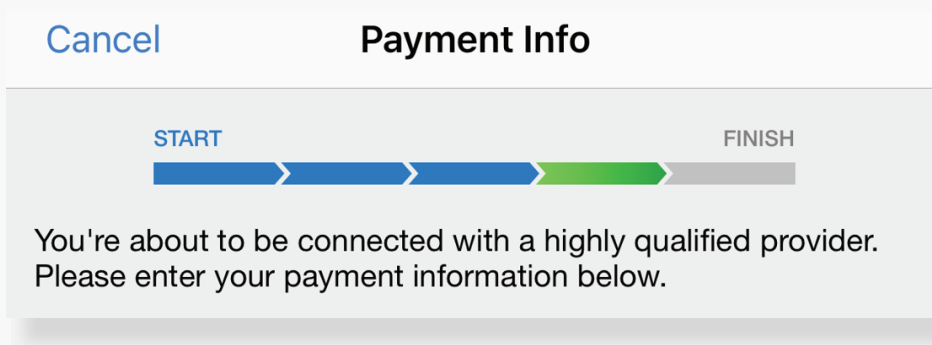 Cancel Payment Info
START FINISH
You're about to be connected with a highly qualified provider.
Please enter your payment information below.